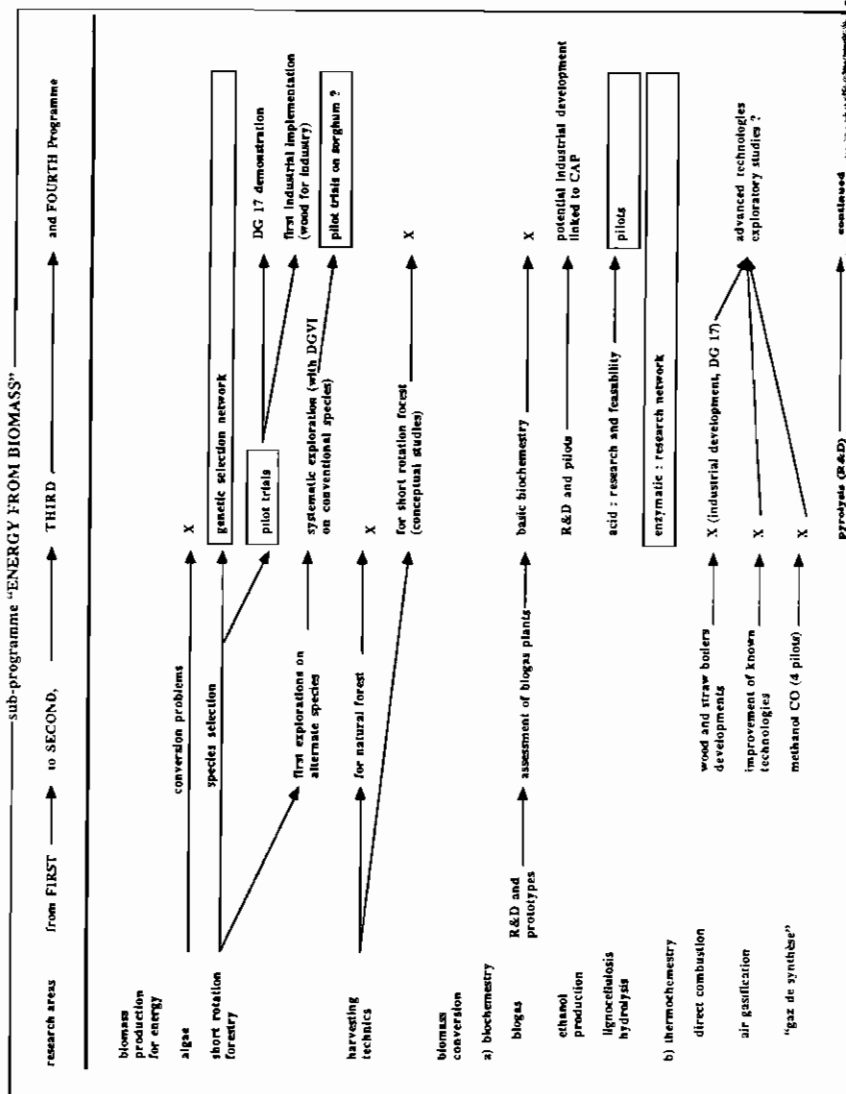 sub-programme "ENERGY FROM BIOMASS"
research areas from FIRST to SECOND, THIRD and FOURTH Programme
biomass
production
for energy
algae
conversion problems
X
short rotation
forestry
species selection
genetic selection network
pilot trials
DG 17 demonstration
first industrial implementation
(wood for industry)
first explorations on
alternate species
systematic exploration (with DGVI
on conventional species)
pilot trials on sorghum ?
harvesting
technics
for natural forest
X
for short rotation forest
(conceptual studies)
X
biomass
conversion
a) biochemestry
biogas
R&D and
prototypes
assessment of biogas plants
basic biochemestry
X
ethanol
production
R&D and pilots
potential industrial development
linked to CAP
lignocellulosis
hydrolysis
acid : research and feasability
pilots
enzymatic : research network
b) thermochemestry
direct combustion
wood and straw boilers
developments
X (industrial development, DG 17)
advanced technologies
exploratory studies ?
air gasification
improvement of known
technologies
X
"gaz de synthèse"
methanol CO (4 pilots)
X
pyrolysis (R&D)
continued